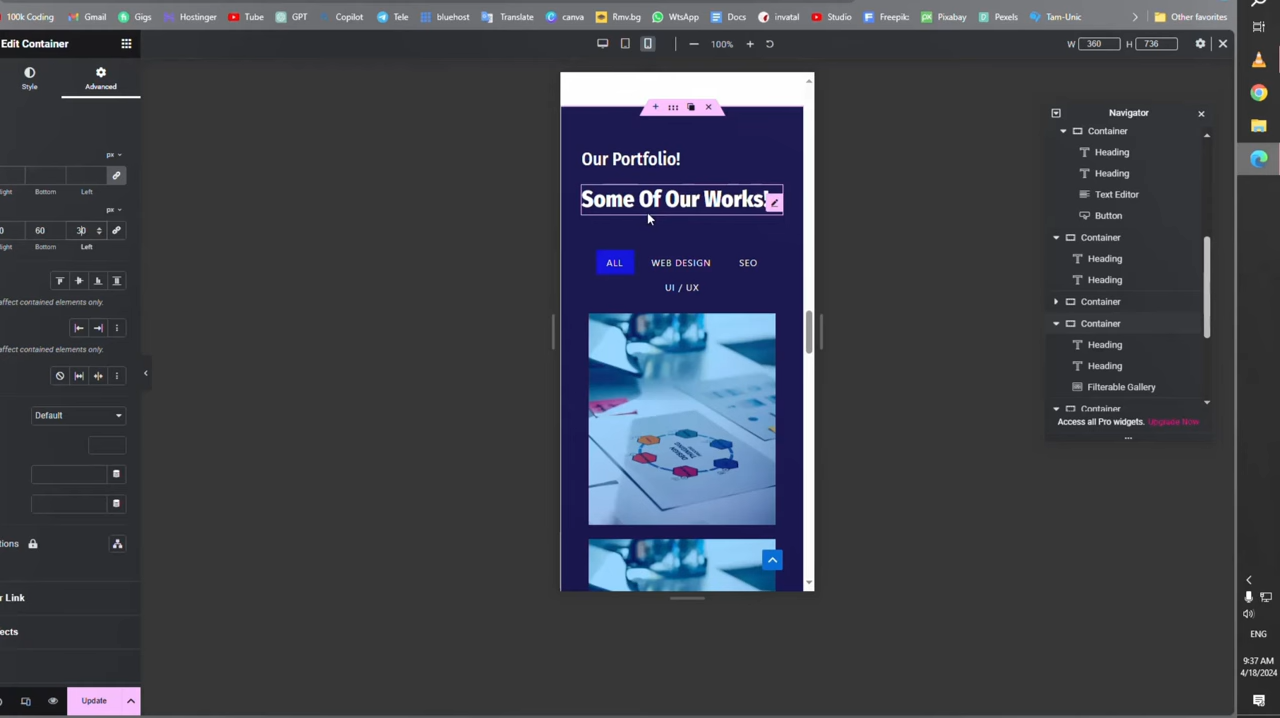 100k Coding Gmail Gigs Hostinger Tube GPT Copilot Tele bluehost Translate canva Rmv.bg WtsApp Docs invatal Studio Freepik: Pixabay Pexels Tam-Unic Other favorites
Edit Container
100%
W 360 H 736
Style Advanced
px
Bottom Left
px
60 30
Bottom Left
affect contained elements only.
affect contained elements only.
Default
Update
Our Portfolio!
Some Of Our Works!
ALL WEB DESIGN SEO
UI / UX
Navigator
Container
Heading
Heading
Text Editor
Button
Container
Heading
Heading
Container
Container
Heading
Heading
Filterable Gallery
Container
Access all Pro widgets. Upgrade Now
ENG
9:37 AM
4/18/2024